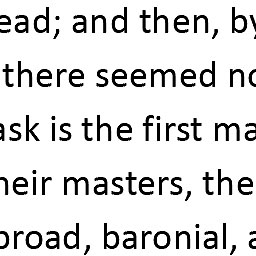 ead; and then, by
there seemed no
ask is the first ma
heir masters, the
broad, baronial, a